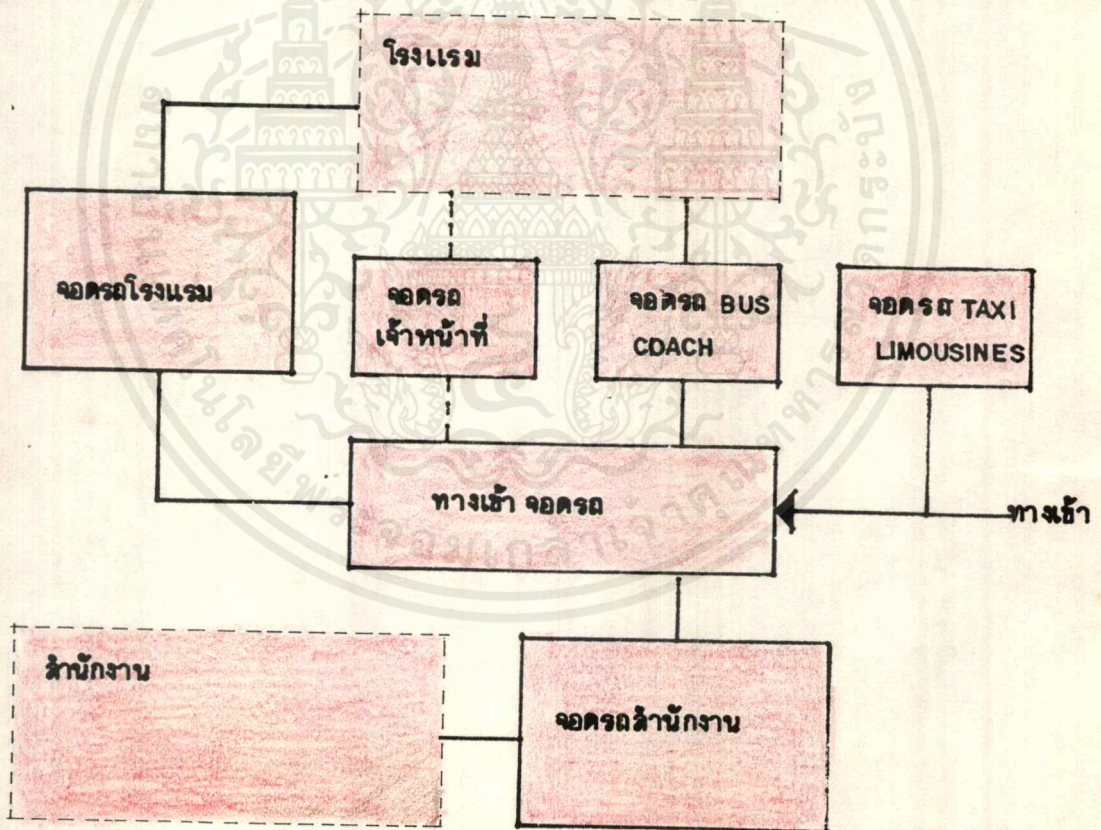 โรงแรม
จอดรถโรงแรม
จอดรถ
เจ้าหน้าที่
จอดรถ BUS
CDACH
จอดรถ TAXI
LIMOUSINES
ทางเข้า จอดรถ
ทางเข้า
สำนักงาน
จอดรถสำนักงาน